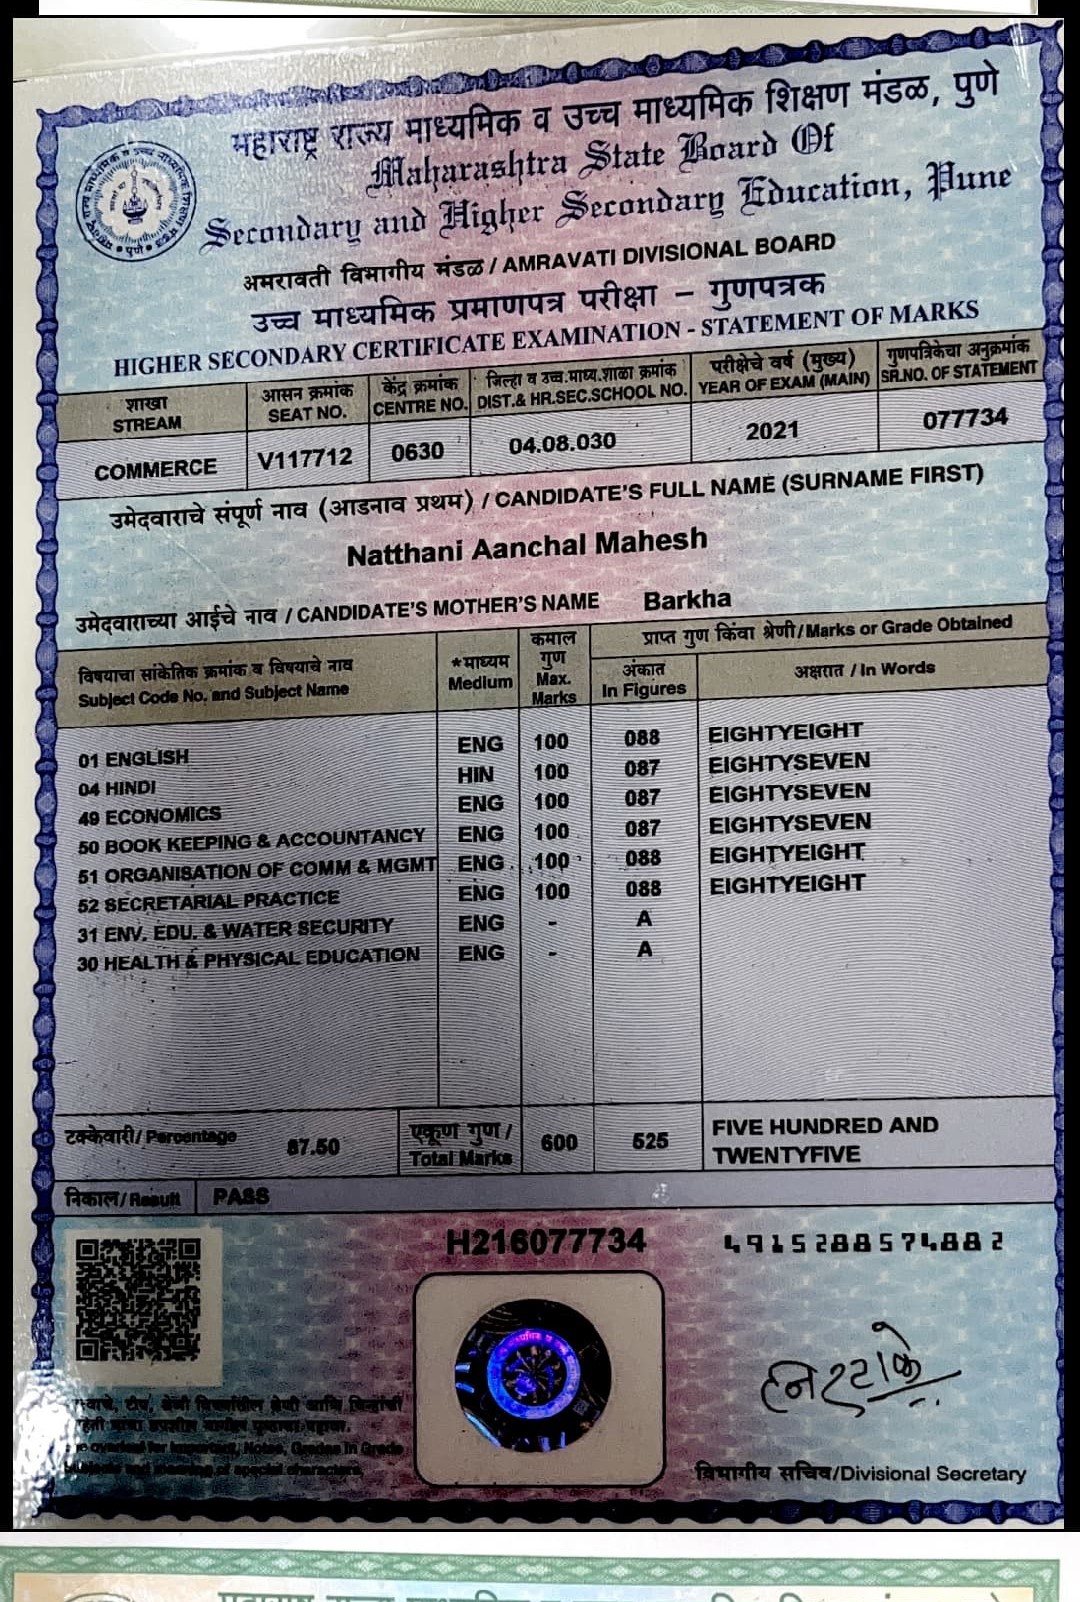 महाराष्ट्र राज्य माध्यमिक व उच्च माध्यमिक शिक्षण मंडळ, पुणे
Maharashtra State Board Of
Secondary and Higher Secondary Education, Pune
अमरावती विभागीय मंडळ / AMRAVATI DIVISIONAL BOARD
उच्च माध्यमिक प्रमाणपत्र परीक्षा – गुणपत्रक
HIGHER SECONDARY CERTIFICATE EXAMINATION - STATEMENT OF MARKS
शाखा आसन क्रमांक केंद्र क्रमांक जिल्हा व उच्च.माध्य.शाळा क्रमांक परीक्षेचे वर्ष (मुख्य) गुणपत्रिकेचा अनुक्रमांक
STREAM SEAT NO. CENTRE NO. DIST.& HR.SEC.SCHOOL NO. YEAR OF EXAM (MAIN) SR.NO. OF STATEMENT
COMMERCE V117712 0630 04.08.030 2021 077734
उमेदवाराचे संपूर्ण नाव (आडनाव प्रथम) / CANDIDATE'S FULL NAME (SURNAME FIRST)
Natthani Aanchal Mahesh
उमेदवाराच्या आईचे नाव / CANDIDATE'S MOTHER'S NAME Barkha
विषयाचा सांकेतिक क्रमांक व विषयाचे नाव *माध्यम कमाल गुण प्राप्त गुण किंवा श्रेणी/Marks or Grade Obtained
Subject Code No. and Subject Name Medium Max. Marks अंकात In Figures अक्षरात / In Words
01 ENGLISH ENG 100 088 EIGHTYEIGHT
04 HINDI HIN 100 087 EIGHTYSEVEN
49 ECONOMICS ENG 100 087 EIGHTYSEVEN
50 BOOK KEEPING & ACCOUNTANCY ENG 100 087 EIGHTYSEVEN
51 ORGANISATION OF COMM & MGMT ENG 100 088 EIGHTYEIGHT
52 SECRETARIAL PRACTICE ENG 100 088 EIGHTYEIGHT
31 ENV. EDU. & WATER SECURITY ENG - A
30 HEALTH & PHYSICAL EDUCATION ENG - A
टक्केवारी/ Percentage 87.50 एकूण गुण / Total Marks 600 525 FIVE HUNDRED AND TWENTYFIVE
निकाल/Result PASS
H216077734 4915288574882
विभागीय सचिव/Divisional Secretary